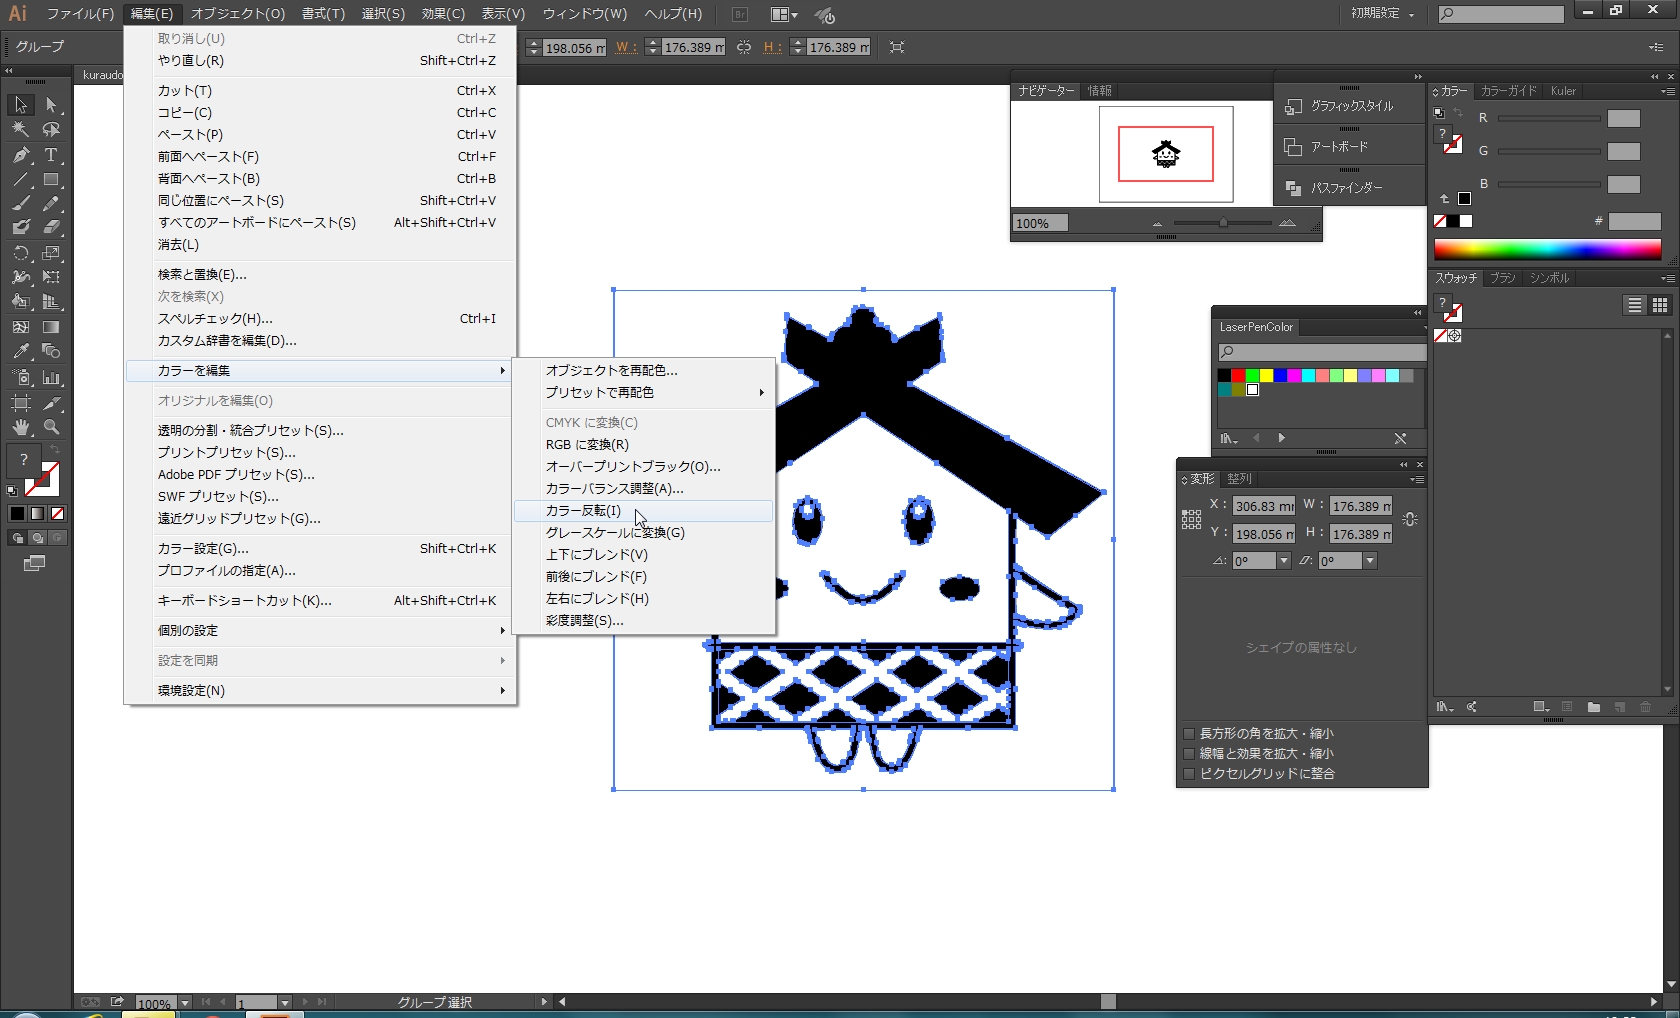 Ai ファイル(F) 編集(E) オブジェクト(O) 書式(T) 選択(S) 効果(C) 表示(V) ウィンドウ(W) ヘルプ(H) Br 初期設定
グループ 198.056 m W : 176.389 m H : 176.389 m
kuraudo
取り消し(U) Ctrl+Z
やり直し(R) Shift+Ctrl+Z
カット(T) Ctrl+X
コピー(C) Ctrl+C
ペースト(P) Ctrl+V
前面へペースト(F) Ctrl+F
背面へペースト(B) Ctrl+B
同じ位置にペースト(S) Shift+Ctrl+V
すべてのアートボードにペースト(S) Alt+Shift+Ctrl+V
消去(L)
検索と置換(E)...
次を検索(X)
スペルチェック(H)... Ctrl+I
カスタム辞書を編集(D)...
カラーを編集
オリジナルを編集(O)
透明の分割・統合プリセット(S)...
プリントプリセット(S)...
Adobe PDF プリセット(S)...
SWF プリセット(S)...
遠近グリッドプリセット(G)...
カラー設定(G)... Shift+Ctrl+K
プロファイルの指定(A)...
キーボードショートカット(K)... Alt+Shift+Ctrl+K
個別の設定
設定を同期
環境設定(N)
オブジェクトを再配色...
プリセットで再配色
CMYK に変換(C)
RGB に変換(R)
オーバープリントブラック(O)...
カラーバランス調整(A)...
カラー反転(I)
グレースケールに変換(G)
上下にブレンド(V)
前後にブレンド(F)
左右にブレンド(H)
彩度調整(S)...
ナビゲーター 情報
100%
グラフィックスタイル
アートボード
パスファインダー
カラー カラーガイド Kuler
?
R
G
B
#
スウォッチ ブラシ シンボル
?
LaserPenColor
変形 整列
X : 306.83 mr W : 176.389 m
Y : 198.056 m H : 176.389 m
0° 0°
シェイプの属性なし
長方形の角を拡大・縮小
線幅と効果を拡大・縮小
ピクセルグリッドに整合
T
?
100% 1 グループ 選択